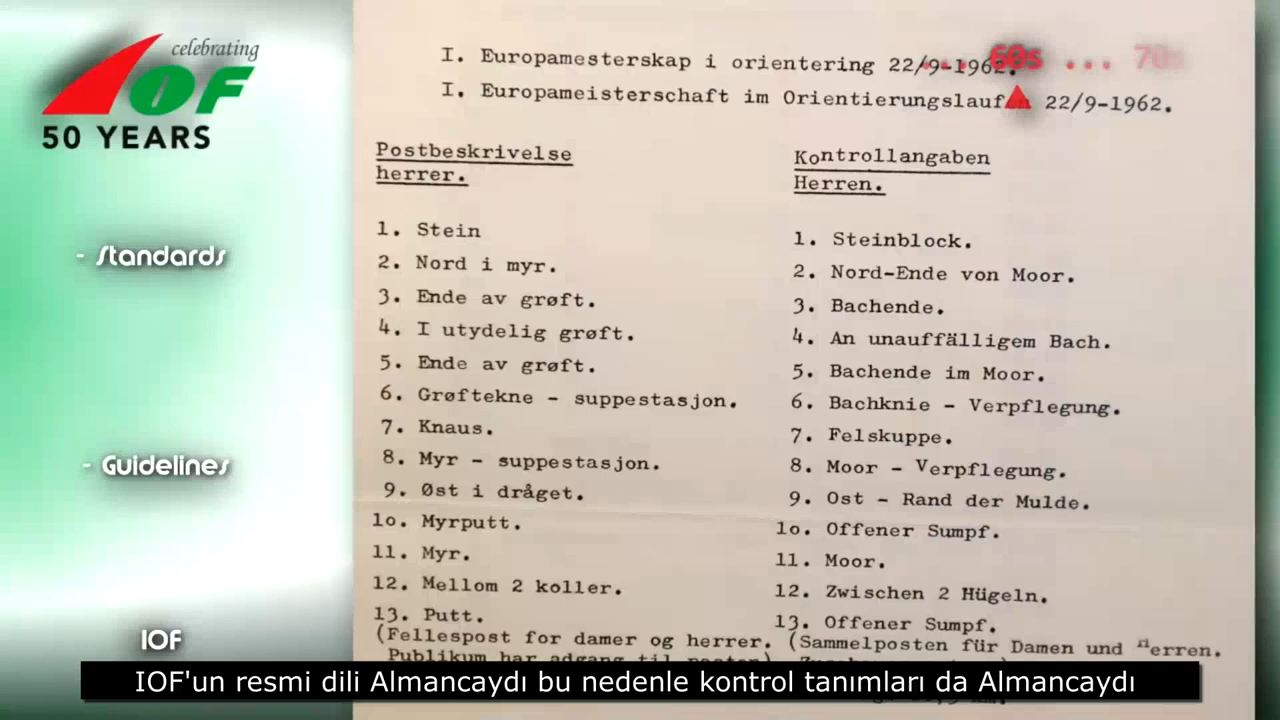 celebrating
IOF
50 YEARS
- Standards
- Guidelines
IOF
60s ... 70s
I. Europamesterskap i orientering 22/9-1962.
I. Europameisterschaft im Orientierungslauf 22/9-1962.
Postbeskrivelse
herrer.
1. Stein
2. Nord i myr.
3. Ende av grøft.
4. I utydelig grøft.
5. Ende av grøft.
6. Grøftekne - suppestasjon.
7. Knaus.
8. Myr - suppestasjon.
9. Øst i dråget.
1o. Myrputt.
11. Myr.
12. Mellom 2 koller.
13. Putt.
(Fellespost for damer og herrer.
Publikum har adgang til posten)
Kontrollangaben
Herren.
1. Steinblock.
2. Nord-Ende von Moor.
3. Bachende.
4. An unauffälligem Bach.
5. Bachende im Moor.
6. Bachknie - Verpflegung.
7. Felskuppe.
8. Moor - Verpflegung.
9. Ost - Rand der Mulde.
1o. Offener Sumpf.
11. Moor.
12. Zwischen 2 Hügeln.
13. Offener Sumpf.
(Sammelposten für Damen und Herren.
IOF'un resmi dili Almancaydı bu nedenle kontrol tanımları da Almancaydı